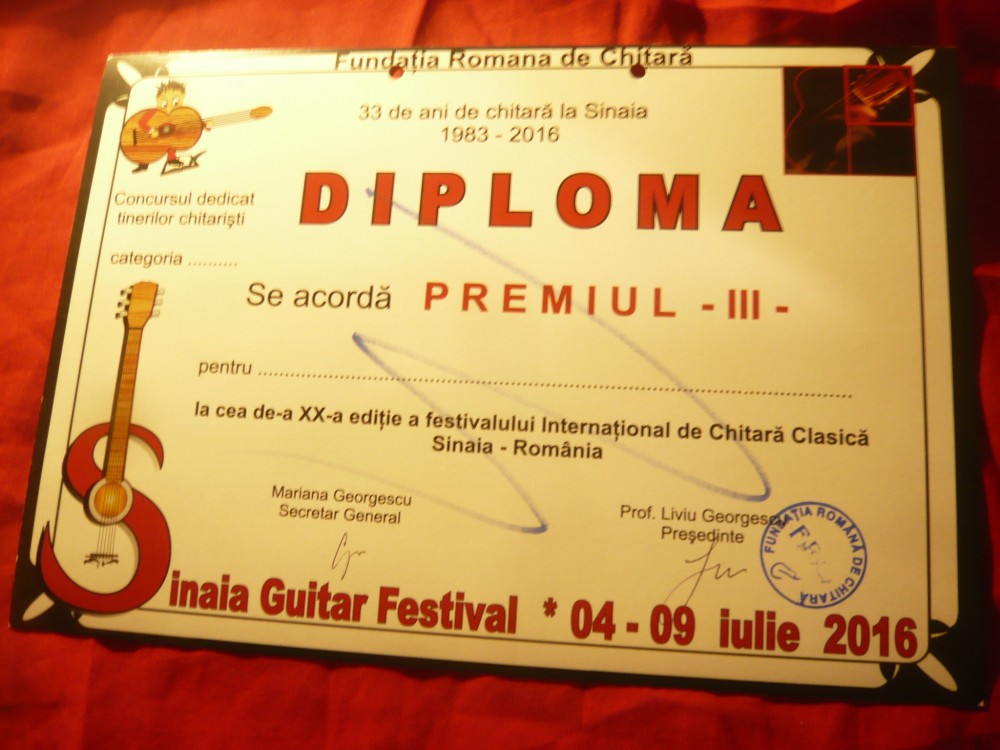 Fundația Romana de Chitară
33 de ani de chitară la Sinaia
1983 - 2016
DIPLOMA
Concursul dedicat
tinerilor chitariști
categoria ..........
Se acordă PREMIUL - III -
pentru ................................................................................
la cea de-a XX-a ediție a festivalului Internațional de Chitară Clasică
Sinaia - România
Mariana Georgescu
Secretar General
Prof. Liviu Georgesc
Președinte
FUNDAȚIA ROMÂNĂ DE CHITARĂ
Sinaia Guitar Festival * 04 - 09 iulie 2016